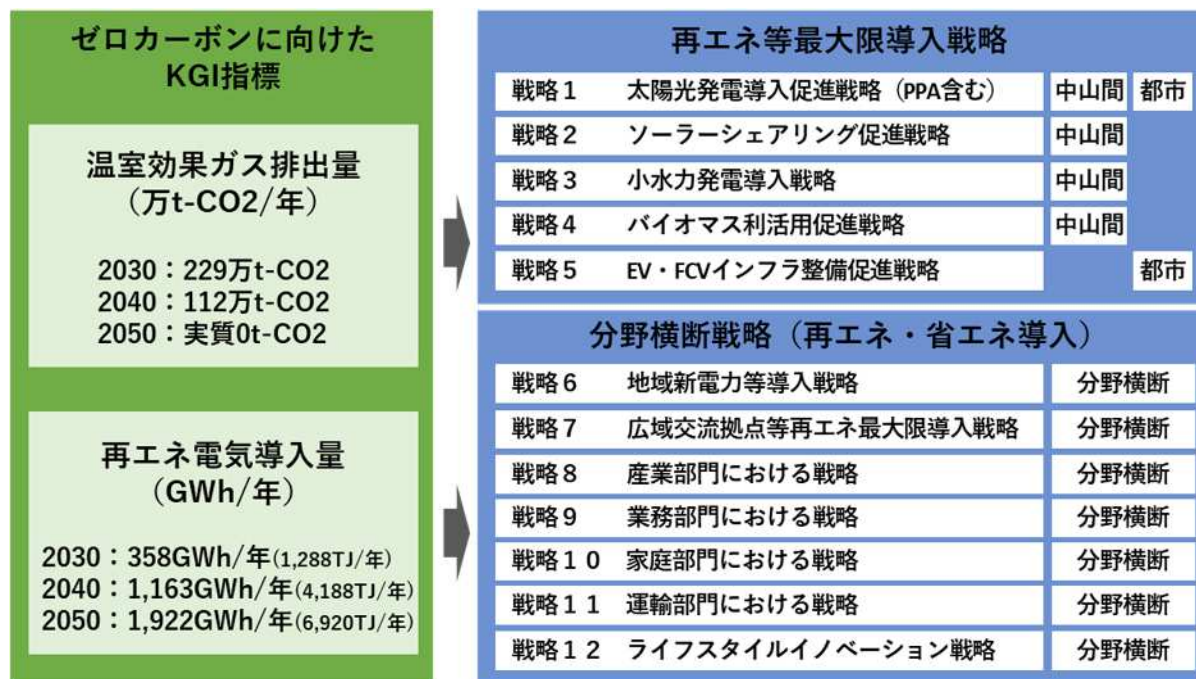 ゼロカーボンに向けた
KGI指標
温室効果ガス排出量
(万t-CO2/年)
2030：229万t-CO2
2040：112万t-CO2
2050：実質0t-CO2
再エネ電気導入量
(GWh/年)
2030：358GWh/年(1,288TJ/年)
2040：1,163GWh/年(4,188TJ/年)
2050：1,922GWh/年(6,920TJ/年)
再エネ等最大限導入戦略
戦略１ 太陽光発電導入促進戦略（PPA含む） 中山間 都市
戦略２ ソーラーシェアリング促進戦略 中山間
戦略３ 小水力発電導入戦略 中山間
戦略４ バイオマス利活用促進戦略 中山間
戦略５ EV・FCVインフラ整備促進戦略 都市
分野横断戦略（再エネ・省エネ導入）
戦略６ 地域新電力等導入戦略 分野横断
戦略７ 広域交流拠点等再エネ最大限導入戦略 分野横断
戦略８ 産業部門における戦略 分野横断
戦略９ 業務部門における戦略 分野横断
戦略１０ 家庭部門における戦略 分野横断
戦略１１ 運輸部門における戦略 分野横断
戦略１２ ライフスタイルイノベーション戦略 分野横断